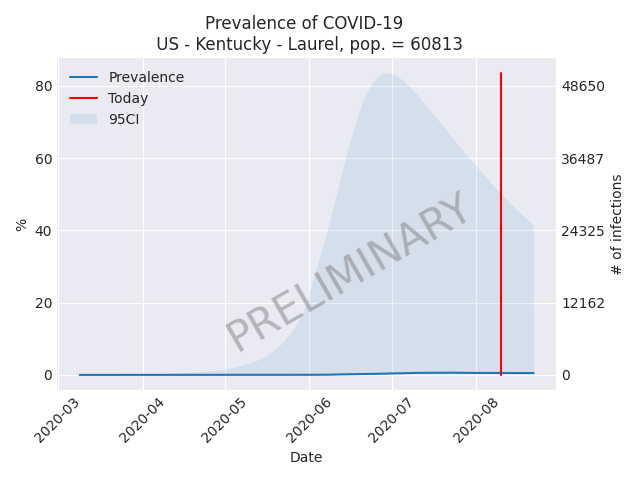 Prevalence of COVID-19
US - Kentucky - Laurel, pop. = 60813
Prevalence
Today
95CI
80
60
40
20
0
%
48650
36487
24325
12162
0
# of infections
PRELIMINARY
2020-03
2020-04
2020-05
2020-06
2020-07
2020-08
Date